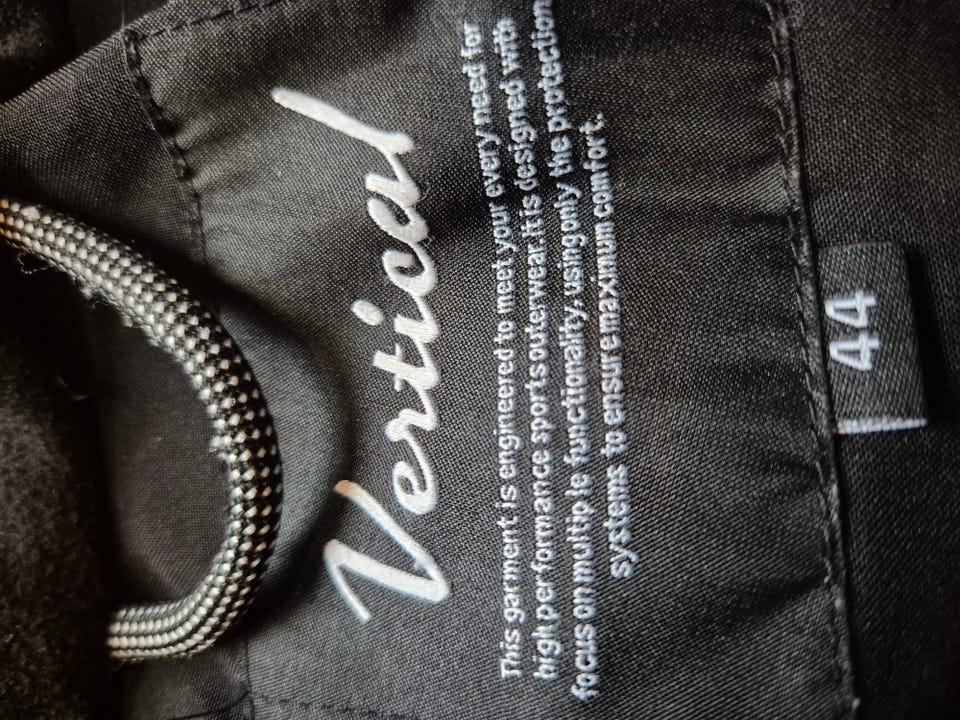 Vertical
This garment is engineered to meet your every need for
high performance sports outerwear. It is designed with
focus on multiple functionality, using only the protection
systems to ensure maximum comfort.
44